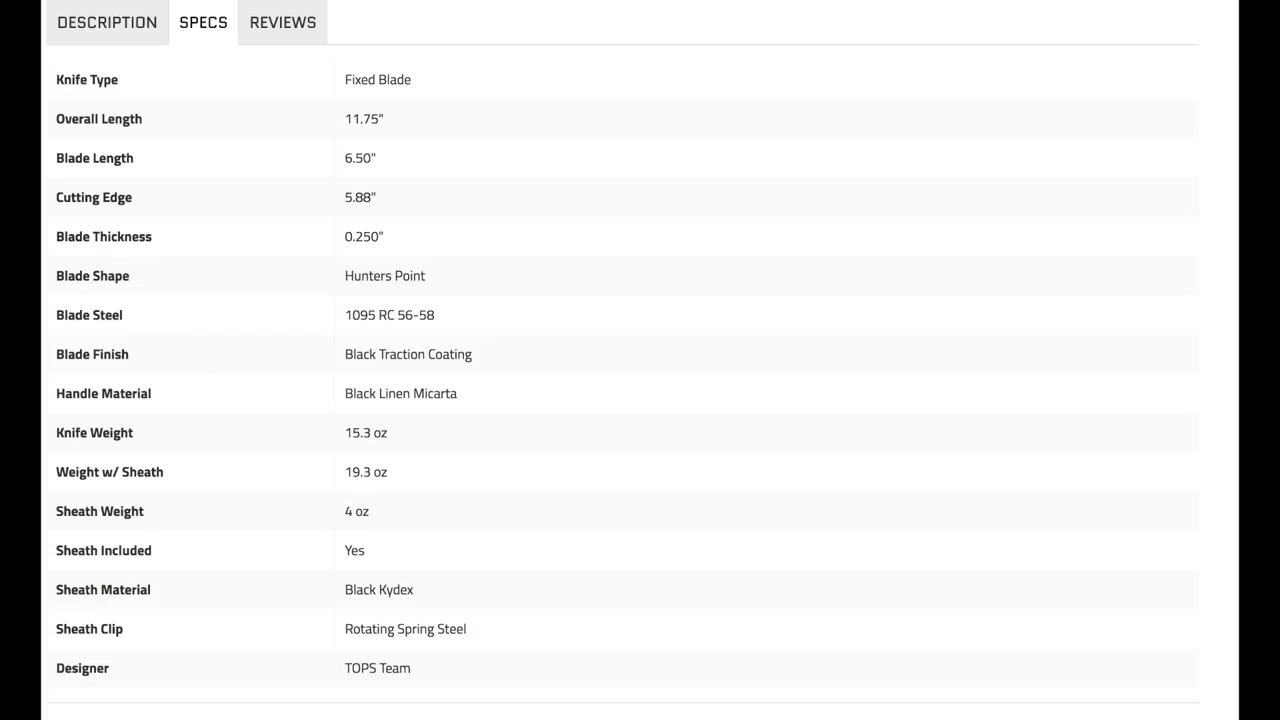 DESCRIPTION SPECS REVIEWS
Knife Type Fixed Blade
Overall Length 11.75"
Blade Length 6.50"
Cutting Edge 5.88"
Blade Thickness 0.250"
Blade Shape Hunters Point
Blade Steel 1095 RC 56-58
Blade Finish Black Traction Coating
Handle Material Black Linen Micarta
Knife Weight 15.3 oz
Weight w/ Sheath 19.3 oz
Sheath Weight 4 oz
Sheath Included Yes
Sheath Material Black Kydex
Sheath Clip Rotating Spring Steel
Designer TOPS Team